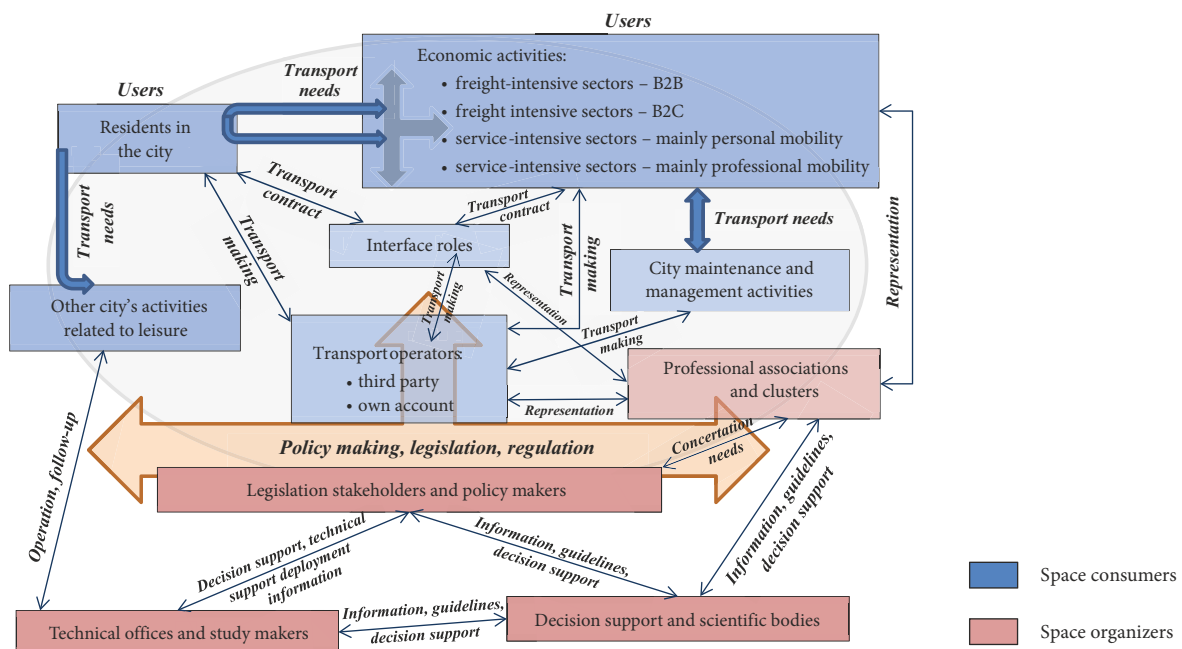 Users
Economic activities:
• freight-intensive sectors – B2B
• freight intensive sectors – B2C
• service-intensive sectors – mainly personal mobility
• service-intensive sectors – mainly professional mobility
Users
Transport
needs
Residents in
the city
Transport
needs
Transport
contract
Transport
making
Transport
contract
Interface roles
Transport
making
Transport needs
Representation
City maintenance and
management activities
Other city's activities
related to leisure
Transport
making
Representation
Transport
making
Transport operators:
• third party
• own account
Representation
Professional associations
and clusters
Policy making, legislation, regulation
Concertation
needs
Legislation stakeholders and policy makers
Operation, follow-up
Decision support, technical
support deployment
information
Information, guidelines,
decision support
Information, guidelines,
decision support
Technical offices and study makers
Information, guidelines,
decision support
Decision support and scientific bodies
Space consumers
Space organizers